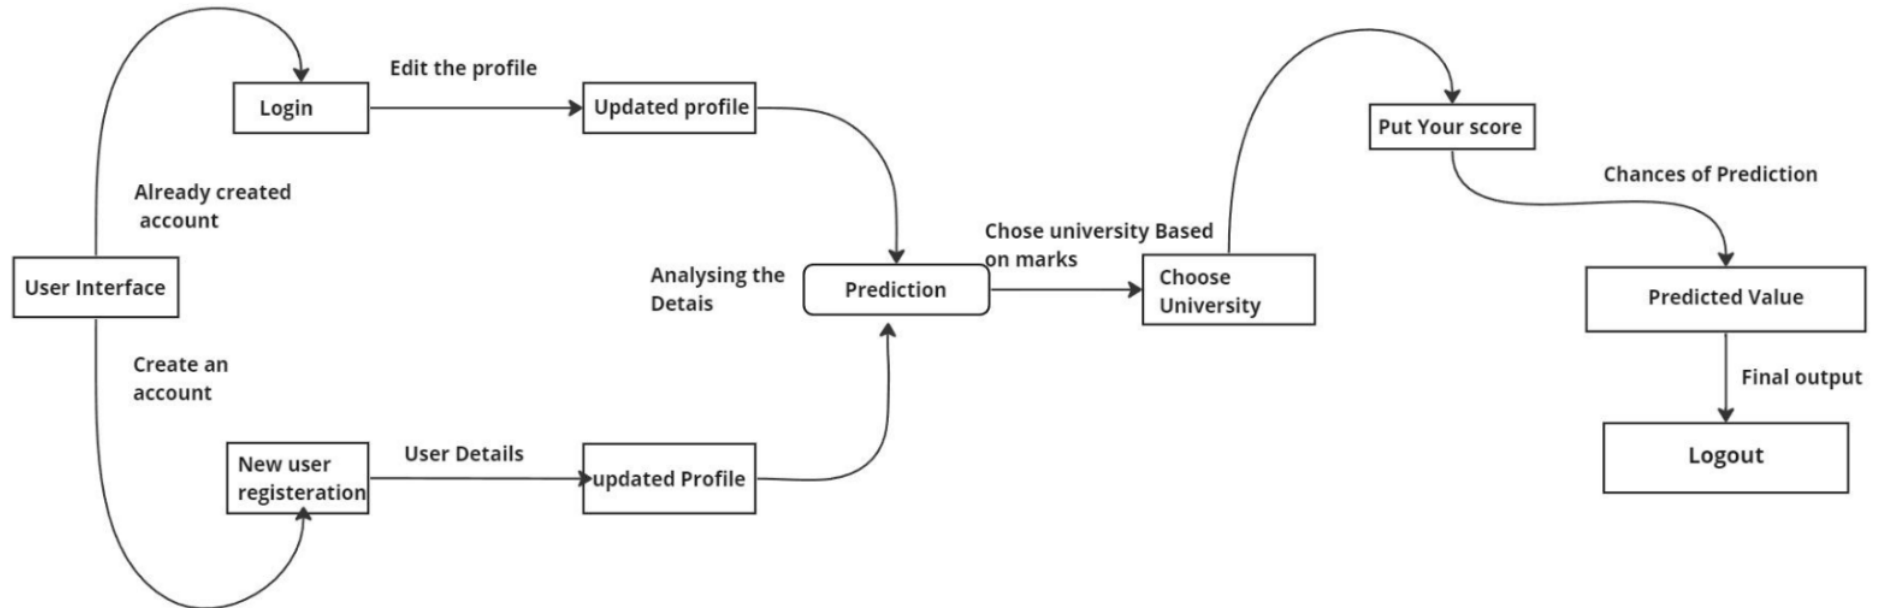 Edit the profile
Login
Updated profile
Already created
account
User Interface
Create an
account
New user
registeration
User Details
updated Profile
Analysing the
Detais
Prediction
Chose university Based
on marks
Choose
University
Put Your score
Chances of Prediction
Predicted Value
Final output
Logout